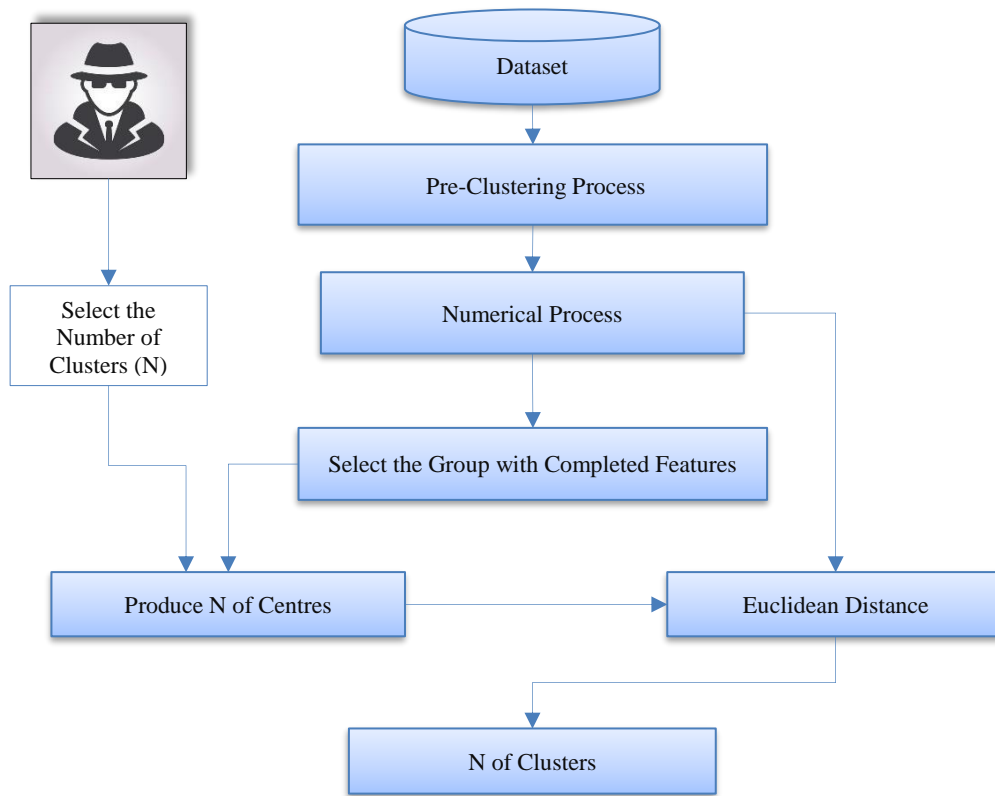 Dataset
Pre-Clustering Process
Select the
Number of
Clusters (N)
Numerical Process
Select the Group with Completed Features
Produce N of Centres
Euclidean Distance
N of Clusters